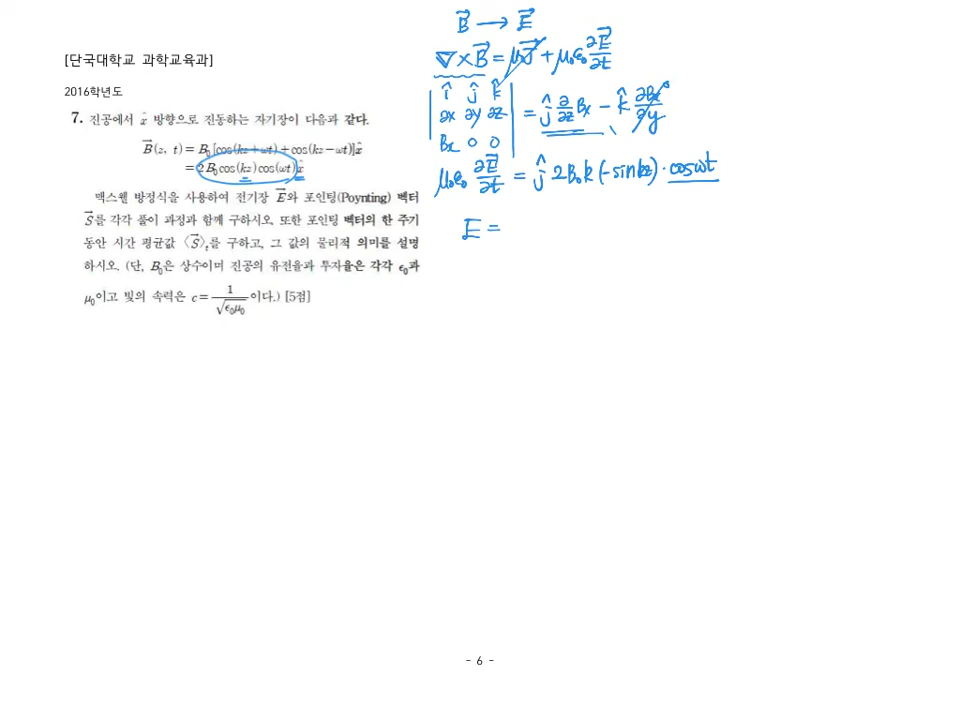 [단국대학교 과학교육과]
2016학년도
7. 진공에서 x̂ 방향으로 진동하는 자기장이 다음과 같다.
B⃗(z, t) = B₀[cos(kz+ωt)+cos(kz−ωt)]x̂
= 2B₀cos(kz)cos(ωt)x̂
맥스웰 방정식을 사용하여 전기장 E⃗와 포인팅(Poynting) 벡터
S⃗를 각각 풀이 과정과 함께 구하시오. 또한 포인팅 벡터의 한 주기
동안 시간 평균값 ⟨S⃗⟩ₜ를 구하고, 그 값의 물리적 의미를 설명
하시오. (단, B₀은 상수이며 진공의 유전율과 투자율은 각각 ϵ₀과
μ₀이고 빛의 속력은 c = 1/√(ϵ₀μ₀) 이다.) [5점]
B⃗ → E⃗
∇×B⃗ = μ₀J⃗ + μ₀ε₀ ∂E⃗/∂t
| î ĵ k̂ |
| ∂x ∂y ∂z | = ĵ ∂/∂z Bx − k̂ ∂Bx/∂y 0
| Bx 0 0 |
μ₀ε₀ ∂E⃗/∂t = ĵ 2B₀k(−sinkz)·cosωt
E =
- 6 -